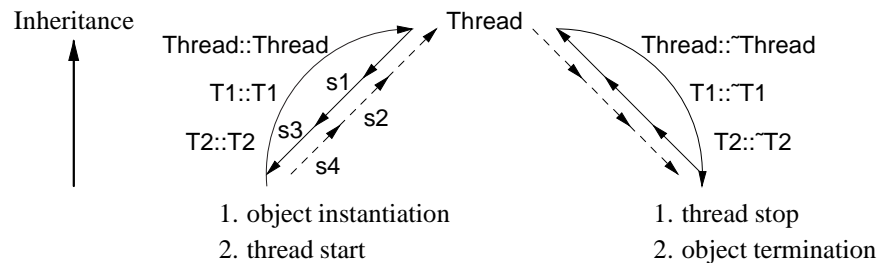 Inheritance
Thread
Thread::Thread
T1::T1
T2::T2
s1
s2
s3
s4
Thread::~Thread
T1::~T1
T2::~T2
1. object instantiation
2. thread start
1. thread stop
2. object termination